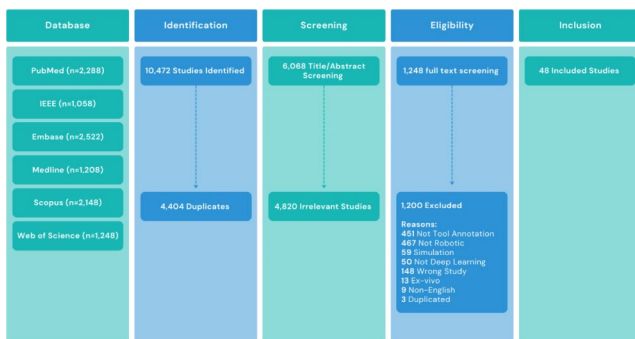 Database
PubMed (n=2,288)
IEEE (n=1,058)
Embase (n=2,522)
Medline (n=1,208)
Scopus (n=2,148)
Web of Science (n=1,248)
Identification
10,472 Studies Identified
4,404 Duplicates
Screening
6,068 Title/Abstract
Screening
4,820 Irrelevant Studies
Eligibility
1,248 full text screening
1,200 Excluded
Reasons:
451 Not Tool Annotation
467 Not Robotic
59 Simulation
50 Not Deep Learning
148 Wrong Study
13 Ex-vivo
9 Non-English
3 Duplicated
Inclusion
48 Included Studies